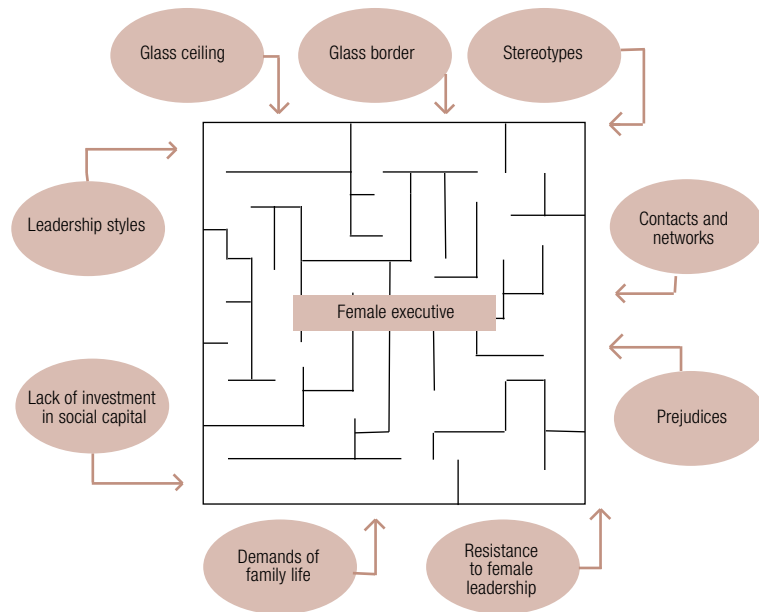 Glass ceiling
Glass border
Stereotypes
Leadership styles
Contacts and
networks
Female executive
Lack of investment
in social capital
Prejudices
Demands of
family life
Resistance
to female
leadership